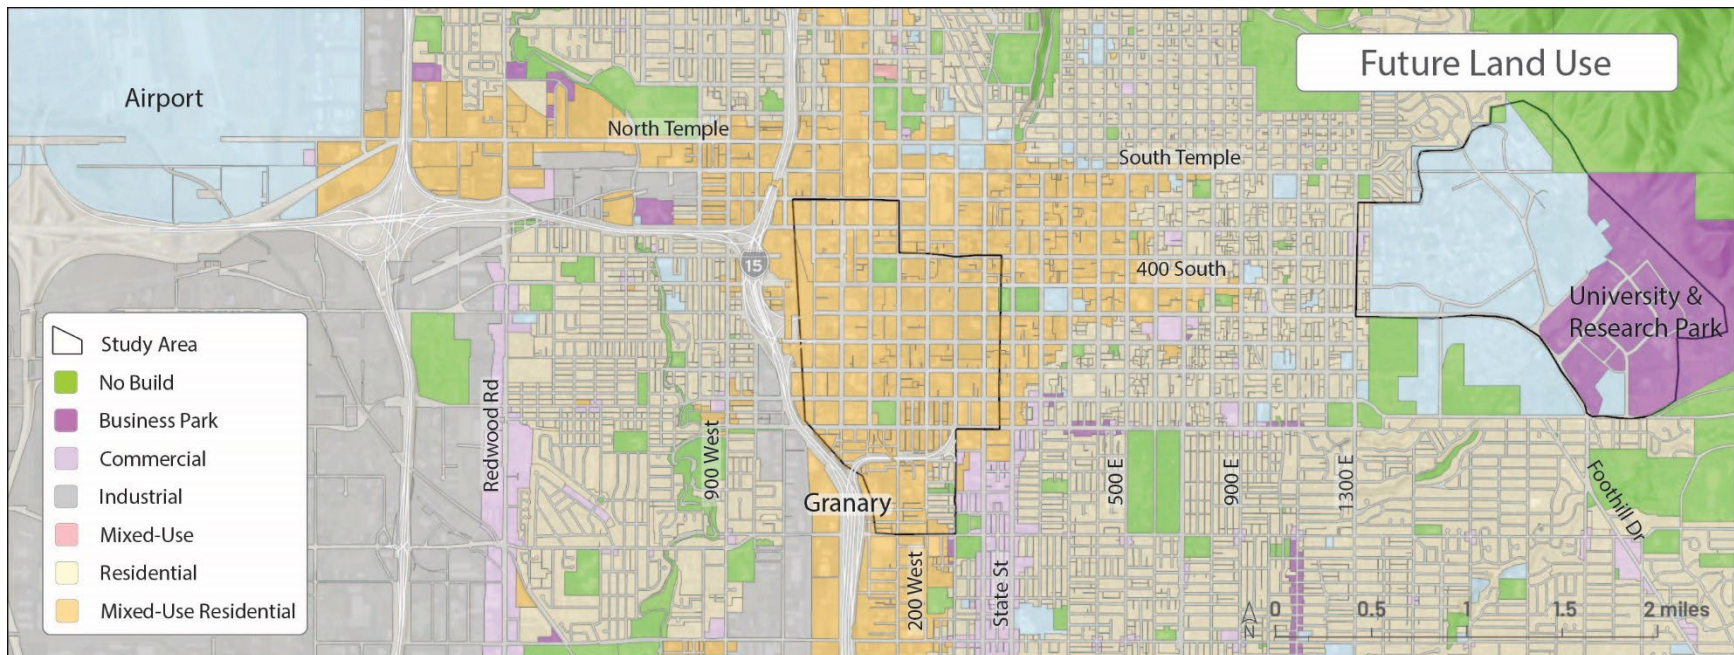 Future Land Use
Airport
North Temple
South Temple
15
400 South
University &
Research Park
Study Area
No Build
Business Park
Commercial
Industrial
Mixed-Use
Residential
Mixed-Use Residential
Redwood Rd
900 West
Granary
200 West
State St
500 E
900 E
1300 E
Foothill Dr
N
0 0.5 1 1.5 2 miles